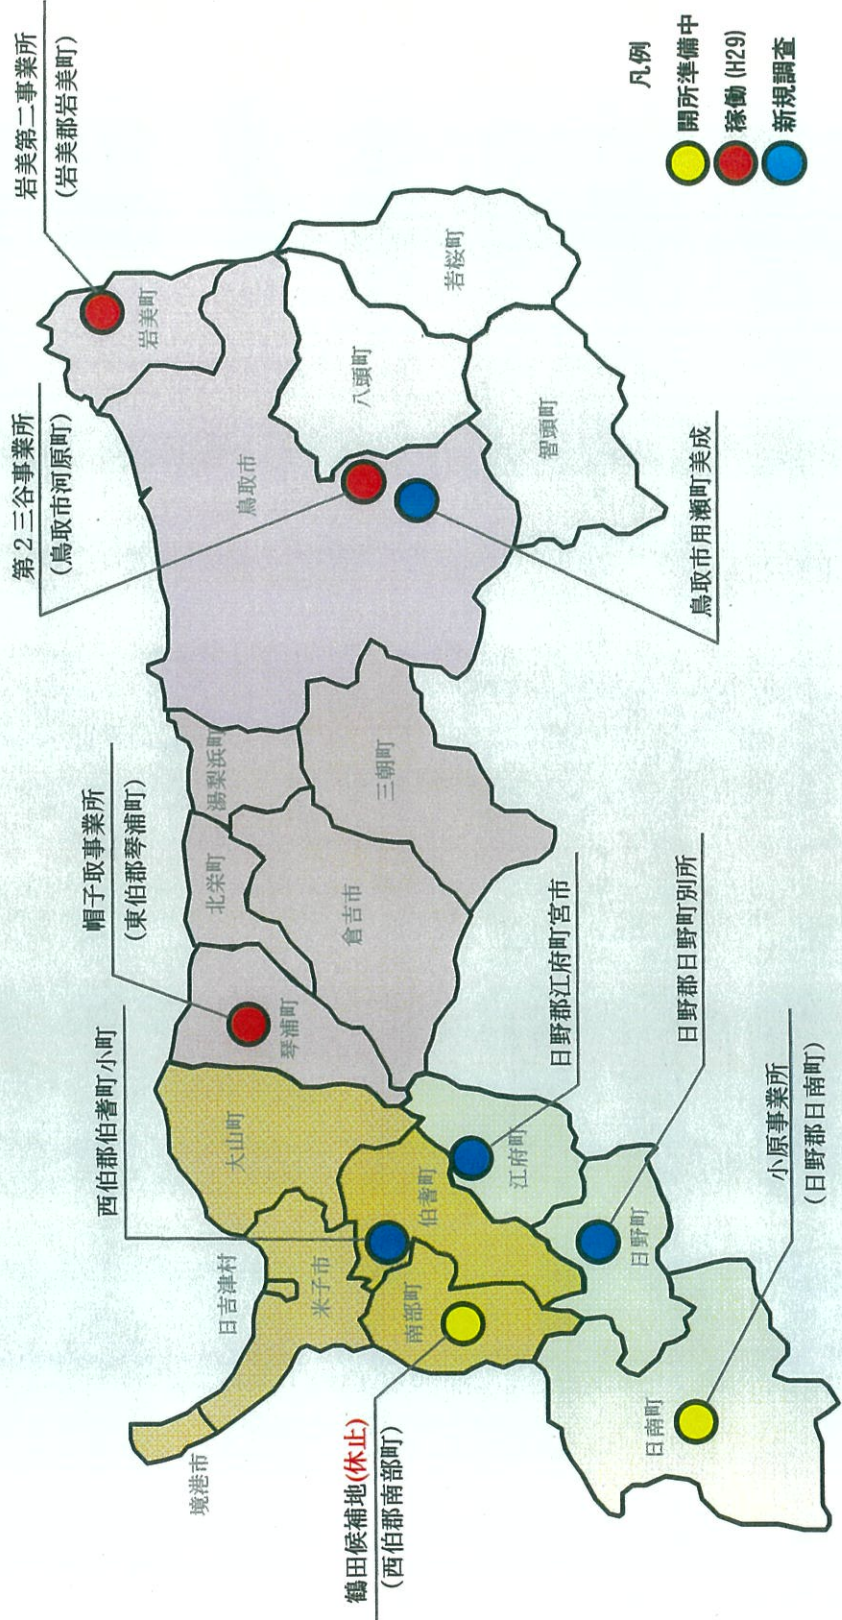 岩美第二事業所
(岩美郡岩美町)
第2三谷事業所
(鳥取市河原町)
帽子取事業所
(東伯郡琴浦町)
西伯郡伯耆町小町
鶴田候補地(休止)
(西伯郡南部町)
鳥取市用瀬町美成
日野郡江府町宮市
日野郡日野町別所
小原事業所
(日野郡日南町)
境港市
日吉津村
米子市
大山町
南部町
伯耆町
江府町
日野町
日南町
琴浦町
北栄町
倉吉市
湯梨浜町
三朝町
鳥取市
岩美町
八頭町
若桜町
智頭町
凡例
開所準備中
稼働(H29)
新規調査